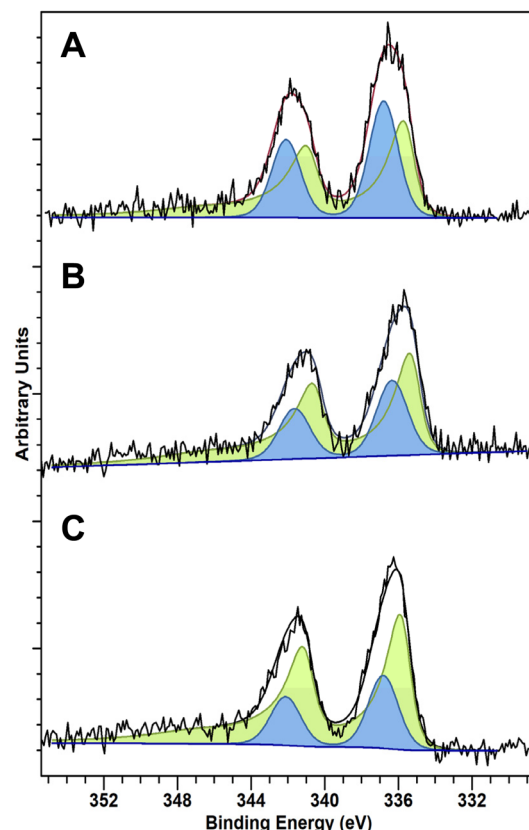 A
B
C
Arbitrary Units
352 348 344 340 336 332
Binding Energy (eV)